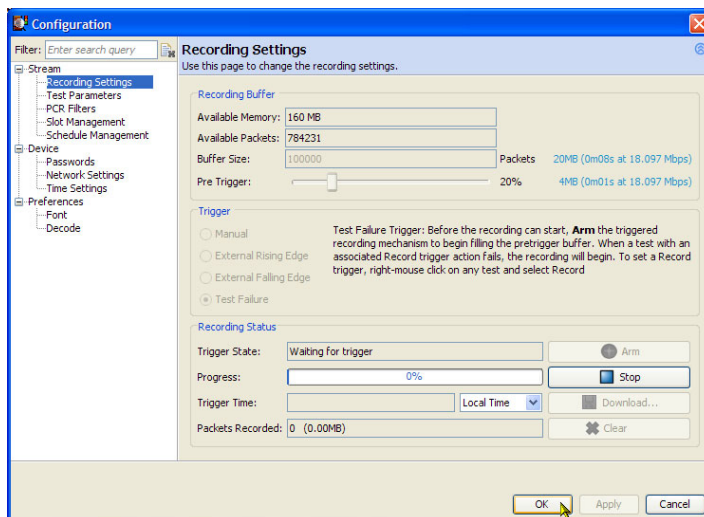 Configuration
Filter: Enter search query
Stream
Recording Settings
Test Parameters
PCR Filters
Slot Management
Schedule Management
Device
Passwords
Network Settings
Time Settings
Preferences
Font
Decode
Recording Settings
Use this page to change the recording settings.
Recording Buffer
Available Memory: 160 MB
Available Packets: 784231
Buffer Size: 100000 Packets 20MB (0m08s at 18.097 Mbps)
Pre Trigger: 20% 4MB (0m01s at 18.097 Mbps)
Trigger
Manual
External Rising Edge
External Falling Edge
Test Failure
Test Failure Trigger: Before the recording can start, Arm the triggered
recording mechanism to begin filling the pretrigger buffer. When a test with an
associated Record trigger action fails, the recording will begin. To set a Record
trigger, right-mouse click on any test and select Record
Recording Status
Trigger State: Waiting for trigger Arm
Progress: 0% Stop
Trigger Time: Local Time Download...
Packets Recorded: 0 (0.00MB) Clear
OK Apply Cancel